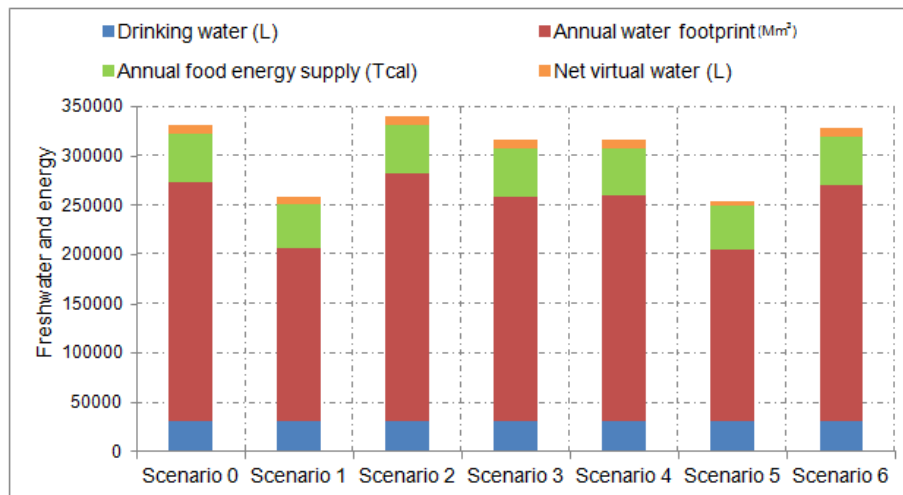 Drinking water (L)
Annual water footprint(Mm³)
Annual food energy supply (Tcal)
Net virtual water (L)
Freshwater and energy
350000
300000
250000
200000
150000
100000
50000
0
Scenario 0 Scenario 1 Scenario 2 Scenario 3 Scenario 4 Scenario 5 Scenario 6